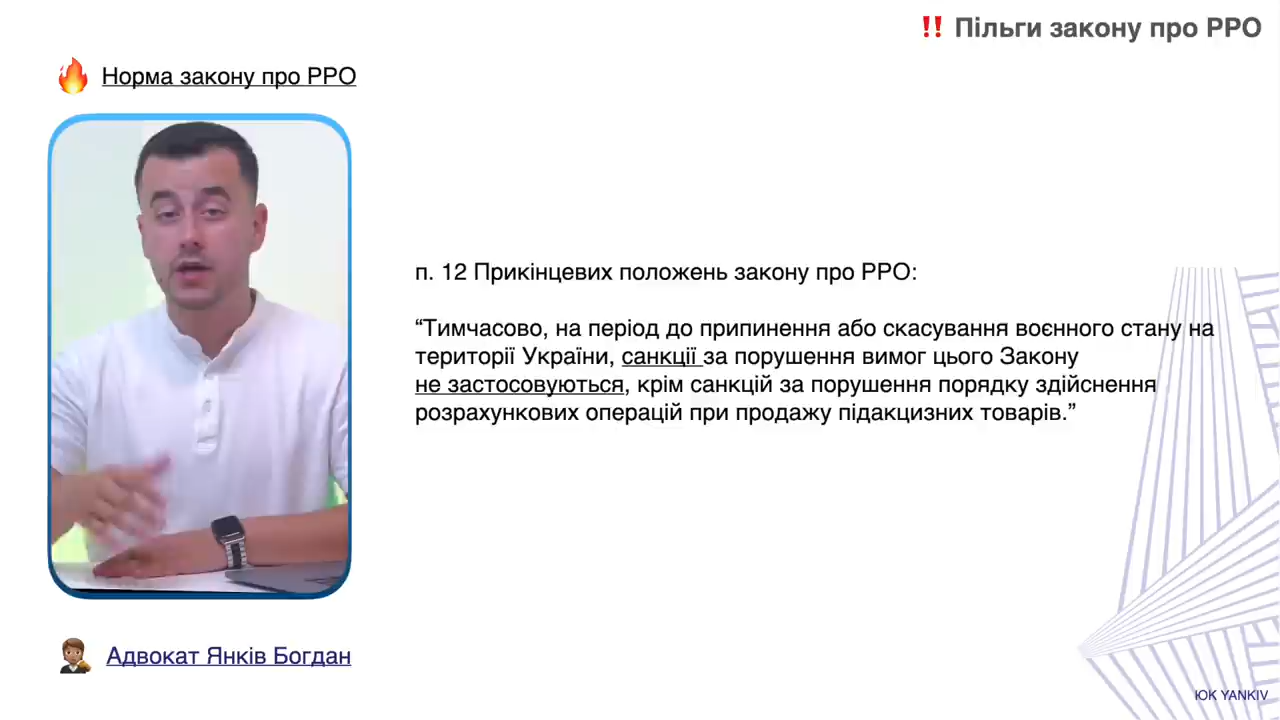 ‼️ Пільги закону про РРО
🔥 Норма закону про РРО
п. 12 Прикінцевих положень закону про РРО:
“Тимчасово, на період до припинення або скасування воєнного стану на
території України, санкції за порушення вимог цього Закону
не застосовуються, крім санкцій за порушення порядку здійснення
розрахункових операцій при продажу підакцизних товарів.”
Адвокат Янків Богдан
ЮК YANKIV